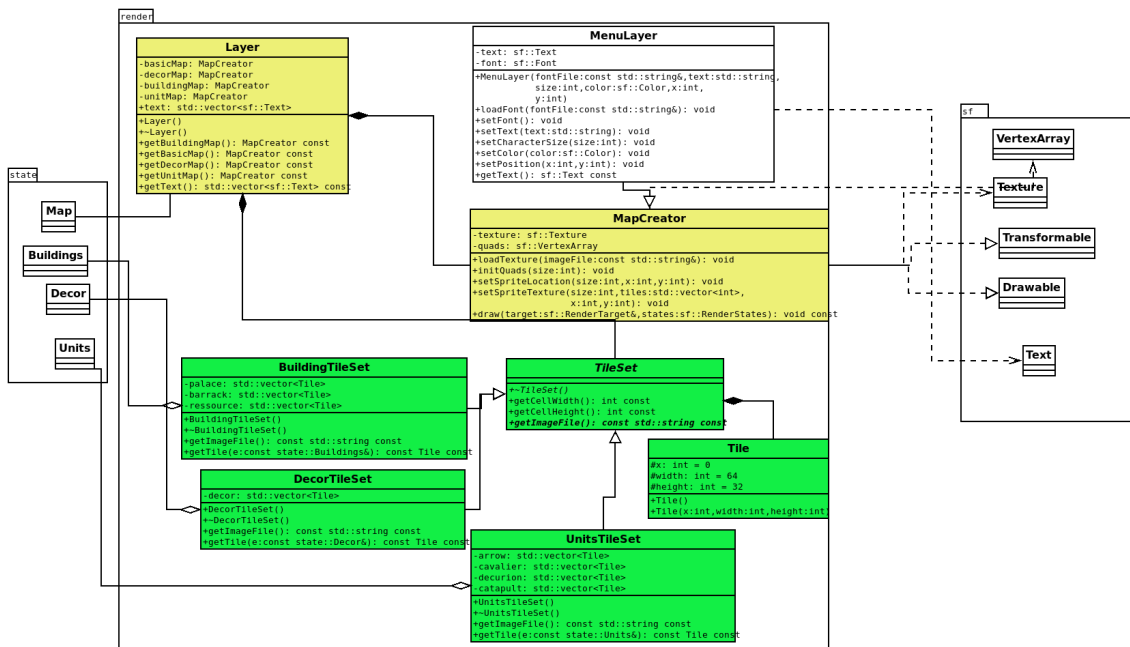 render
state
sf
Layer
-basicMap: MapCreator
-decorMap: MapCreator
-buildingMap: MapCreator
-unitMap: MapCreator
+text: std::vector<sf::Text>
+Layer()
+~Layer()
+getBuildingMap(): MapCreator const
+getBasicMap(): MapCreator const
+getDecorMap(): MapCreator const
+getUnitMap(): MapCreator const
+getText(): std::vector<sf::Text> const
MenuLayer
-text: sf::Text
-font: sf::Font
+MenuLayer(fontFile:const std::string&,text:std::string,
size:int,color:sf::Color,x:int,
y:int)
+loadFont(fontFile:const std::string&): void
+setFont(): void
+setText(text:std::string): void
+setCharacterSize(size:int): void
+setColor(color:sf::Color): void
+setPosition(x:int,y:int): void
+getText(): sf::Text const
VertexArray
Texture
Transformable
Drawable
Text
Map
Buildings
Decor
Units
MapCreator
-texture: sf::Texture
-quads: sf::VertexArray
+loadTexture(imageFile:const std::string&): void
+initQuads(size:int): void
+setSpriteLocation(size:int,x:int,y:int): void
+setSpriteTexture(size:int,tiles:std::vector<int>,
x:int,y:int): void
+draw(target:sf::RenderTarget&,states:sf::RenderStates): void const
BuildingTileSet
-palace: std::vector<Tile>
-barrack: std::vector<Tile>
-ressource: std::vector<Tile>
+BuildingTileSet()
+~BuildingTileSet()
+getImageFile(): const std::string const
+getTile(e:const state::Buildings&): const Tile const
TileSet
+~TileSet()
+getCellWidth(): int const
+getCellHeight(): int const
+getImageFile(): const std::string const
Tile
#x: int = 0
#width: int = 64
#height: int = 32
+Tile()
+Tile(x:int,width:int,height:int)
DecorTileSet
-decor: std::vector<Tile>
+DecorTileSet()
+~DecorTileSet()
+getImageFile(): const std::string const
+getTile(e:const state::Decor&): const Tile const
UnitsTileSet
-arrow: std::vector<Tile>
-cavalier: std::vector<Tile>
-decurion: std::vector<Tile>
-catapult: std::vector<Tile>
+UnitsTileSet()
+~UnitsTileSet()
+getImageFile(): const std::string const
+getTile(e:const state::Units&): const Tile const